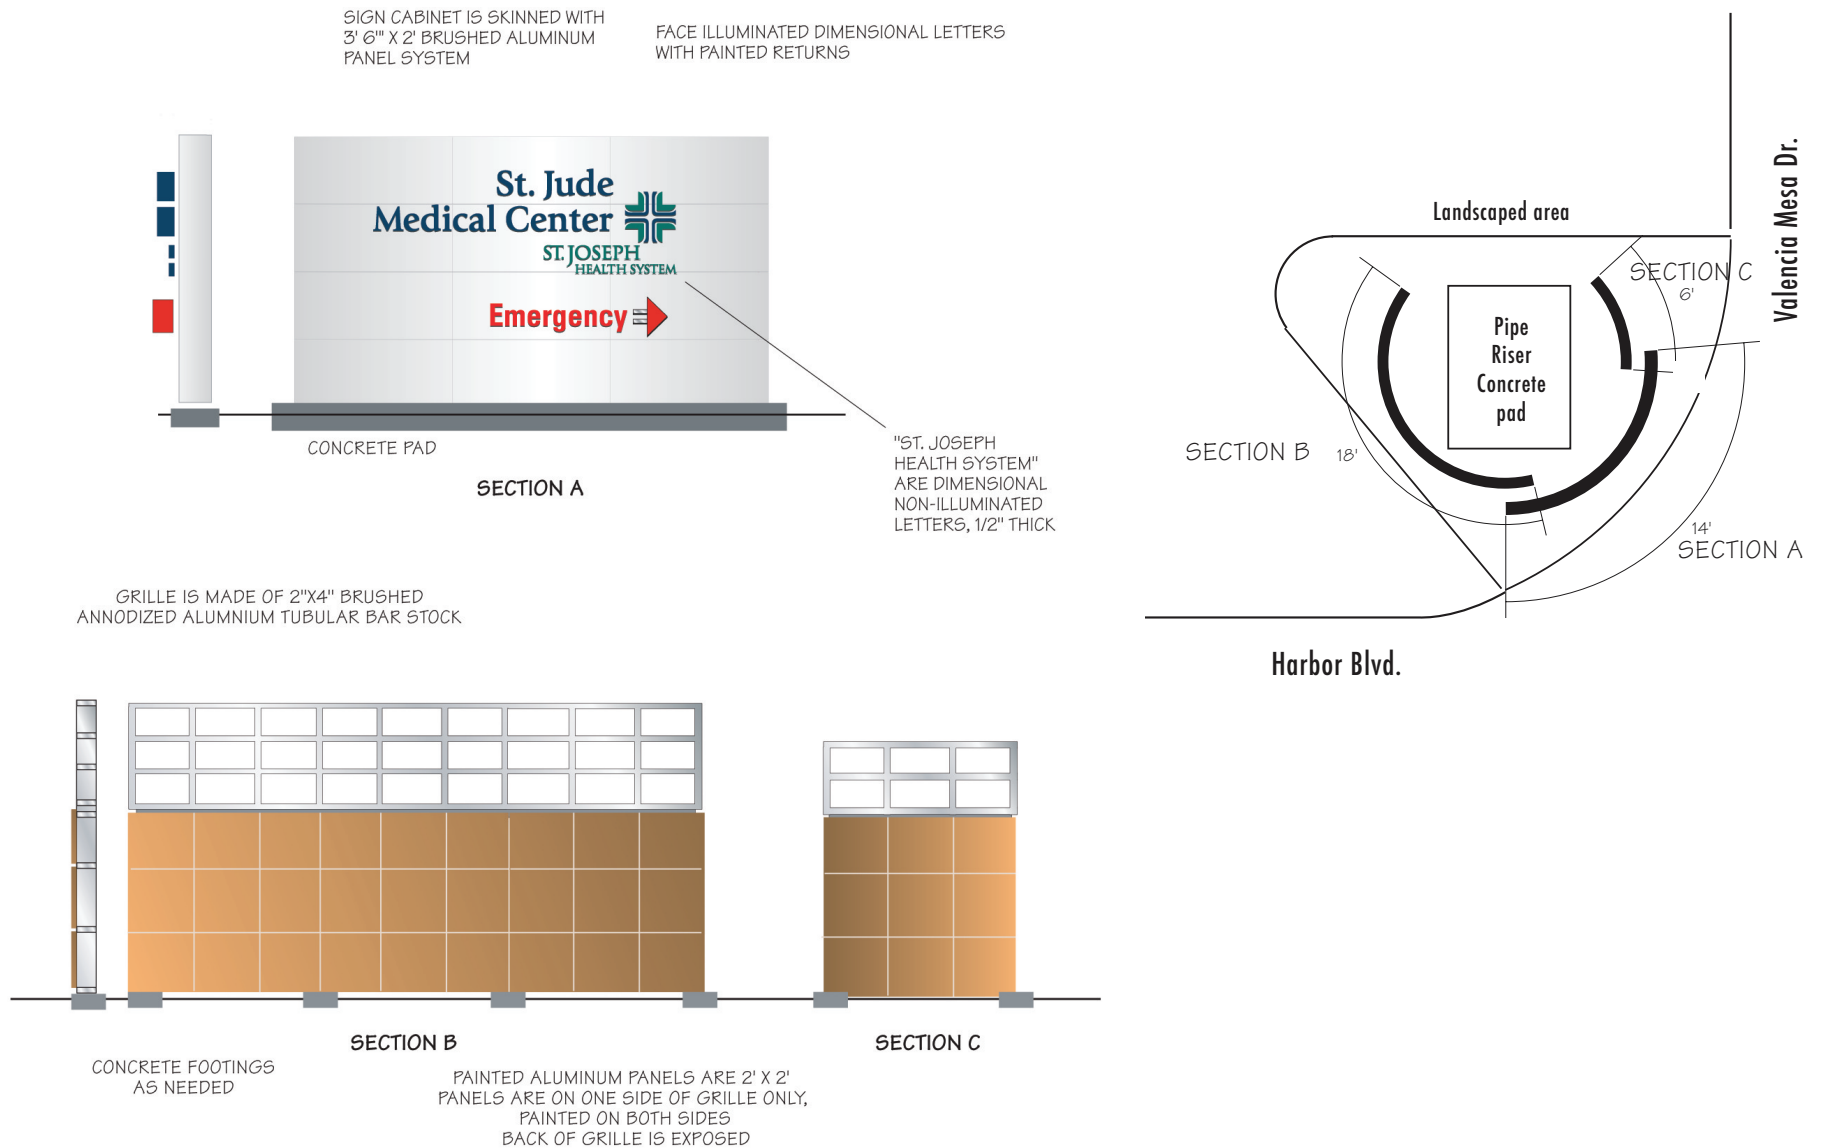 SIGN CABINET IS SKINNED WITH
3' 6"' X 2' BRUSHED ALUMINUM
PANEL SYSTEM
FACE ILLUMINATED DIMENSIONAL LETTERS
WITH PAINTED RETURNS
St. Jude
Medical Center
ST. JOSEPH
HEALTH SYSTEM
Emergency
CONCRETE PAD
SECTION A
"ST. JOSEPH
HEALTH SYSTEM"
ARE DIMENSIONAL
NON-ILLUMINATED
LETTERS, 1/2" THICK
Landscaped area
Valencia Mesa Dr.
SECTION C
6'
Pipe
Riser
Concrete
pad
SECTION B
18'
14'
SECTION A
Harbor Blvd.
GRILLE IS MADE OF 2"X4" BRUSHED
ANNODIZED ALUMNIUM TUBULAR BAR STOCK
SECTION B
SECTION C
CONCRETE FOOTINGS
AS NEEDED
PAINTED ALUMINUM PANELS ARE 2' X 2'
PANELS ARE ON ONE SIDE OF GRILLE ONLY,
PAINTED ON BOTH SIDES
BACK OF GRILLE IS EXPOSED